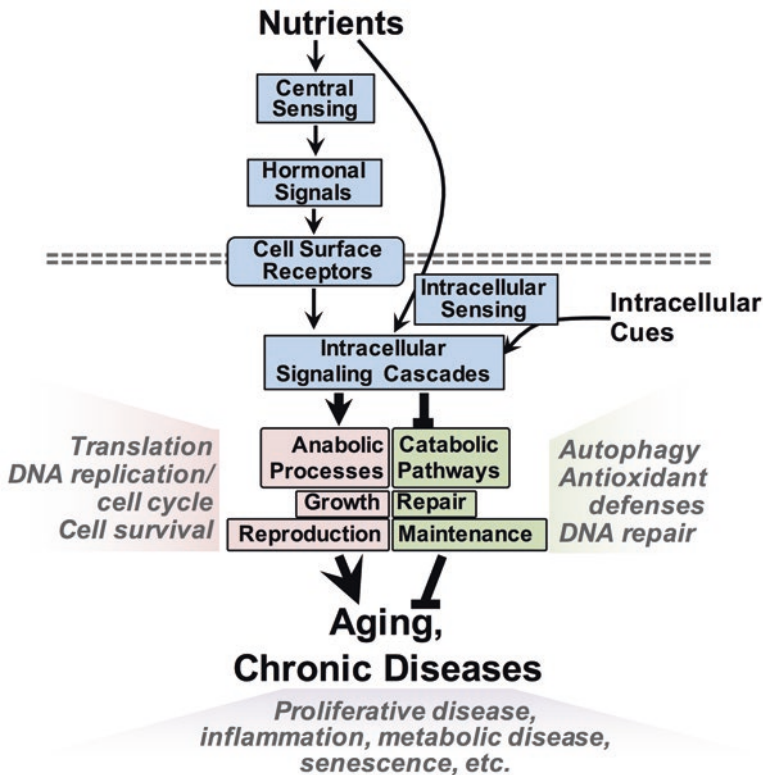 Nutrients
Central
Sensing
Hormonal
Signals
Cell Surface
Receptors
Intracellular
Sensing
Intracellular
Cues
Intracellular
Signaling Cascades
Translation
DNA replication/
cell cycle
Cell survival
Anabolic
Processes
Catabolic
Pathways
Growth
Repair
Reproduction
Maintenance
Autophagy
Antioxidant
defenses
DNA repair
Aging,
Chronic Diseases
Proliferative disease,
inflammation, metabolic disease,
senescence, etc.